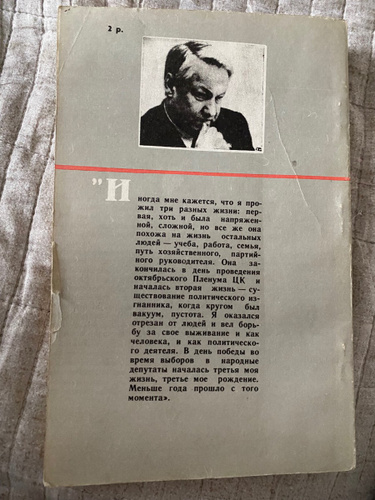 2 р.
"И
ногда мне кажется, что я про-
жил три разных жизни: пер-
вая, хоть и была напряжен-
ной, сложной, но все же она
похожа на жизнь остальных
людей — учеба, работа, семья,
путь хозяйственного, партий-
ного руководителя. Она за-
кончилась в день проведения
октябрьского Пленума ЦК и
началась вторая жизнь — су-
ществование политического из-
гнанника, когда кругом был
вакуум, пустота. Я оказался
отрезан от людей и вел борь-
бу за свое выживание и как
человека, и как политическо-
го деятеля. В день победы во
время выборов в народные
депутаты началась третья моя
жизнь, третье мое рождение.
Меньше года прошло с того
момента».